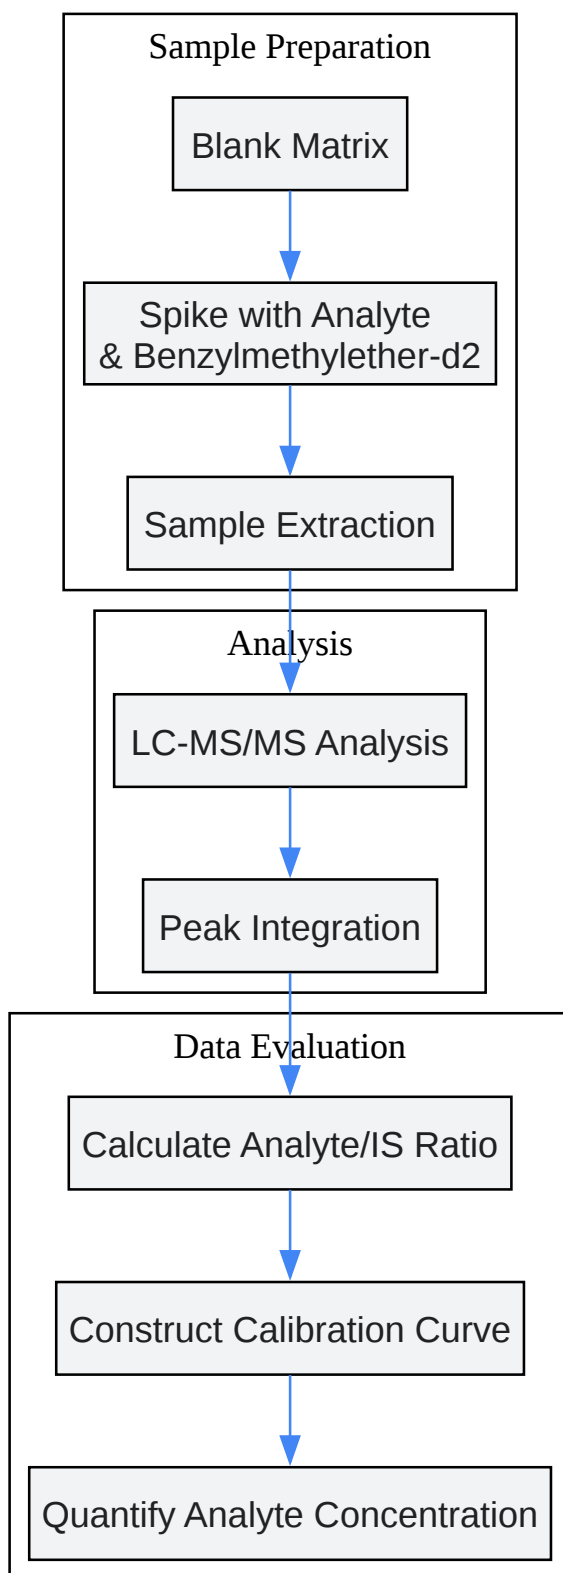 Sample Preparation
Blank Matrix
Spike with Analyte
& Benzylmethylether-d2
Sample Extraction
Analysis
LC-MS/MS Analysis
Peak Integration
Data Evaluation
Calculate Analyte/IS Ratio
Construct Calibration Curve
Quantify Analyte Concentration